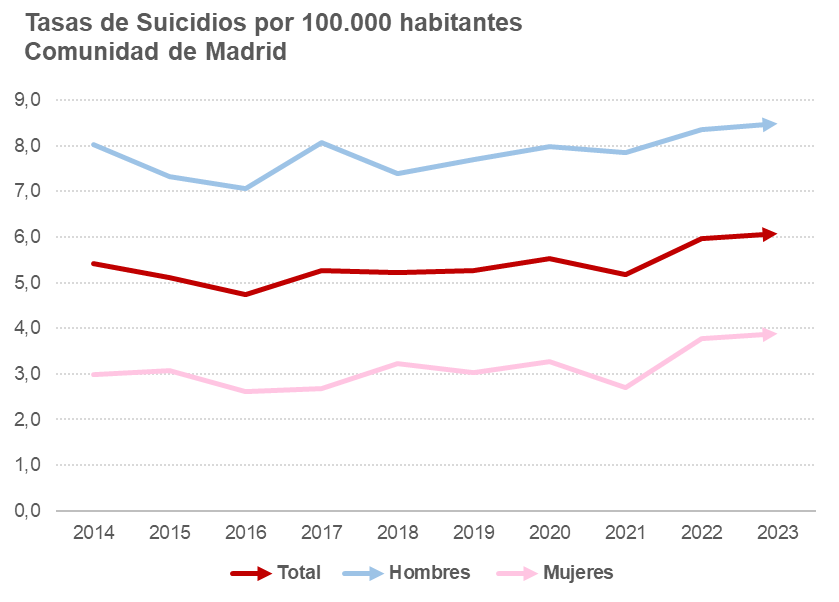 Tasas de Suicidios por 100.000 habitantes
Comunidad de Madrid
9,0
8,0
7,0
6,0
5,0
4,0
3,0
2,0
1,0
0,0
2014 2015 2016 2017 2018 2019 2020 2021 2022 2023
Total Hombres Mujeres